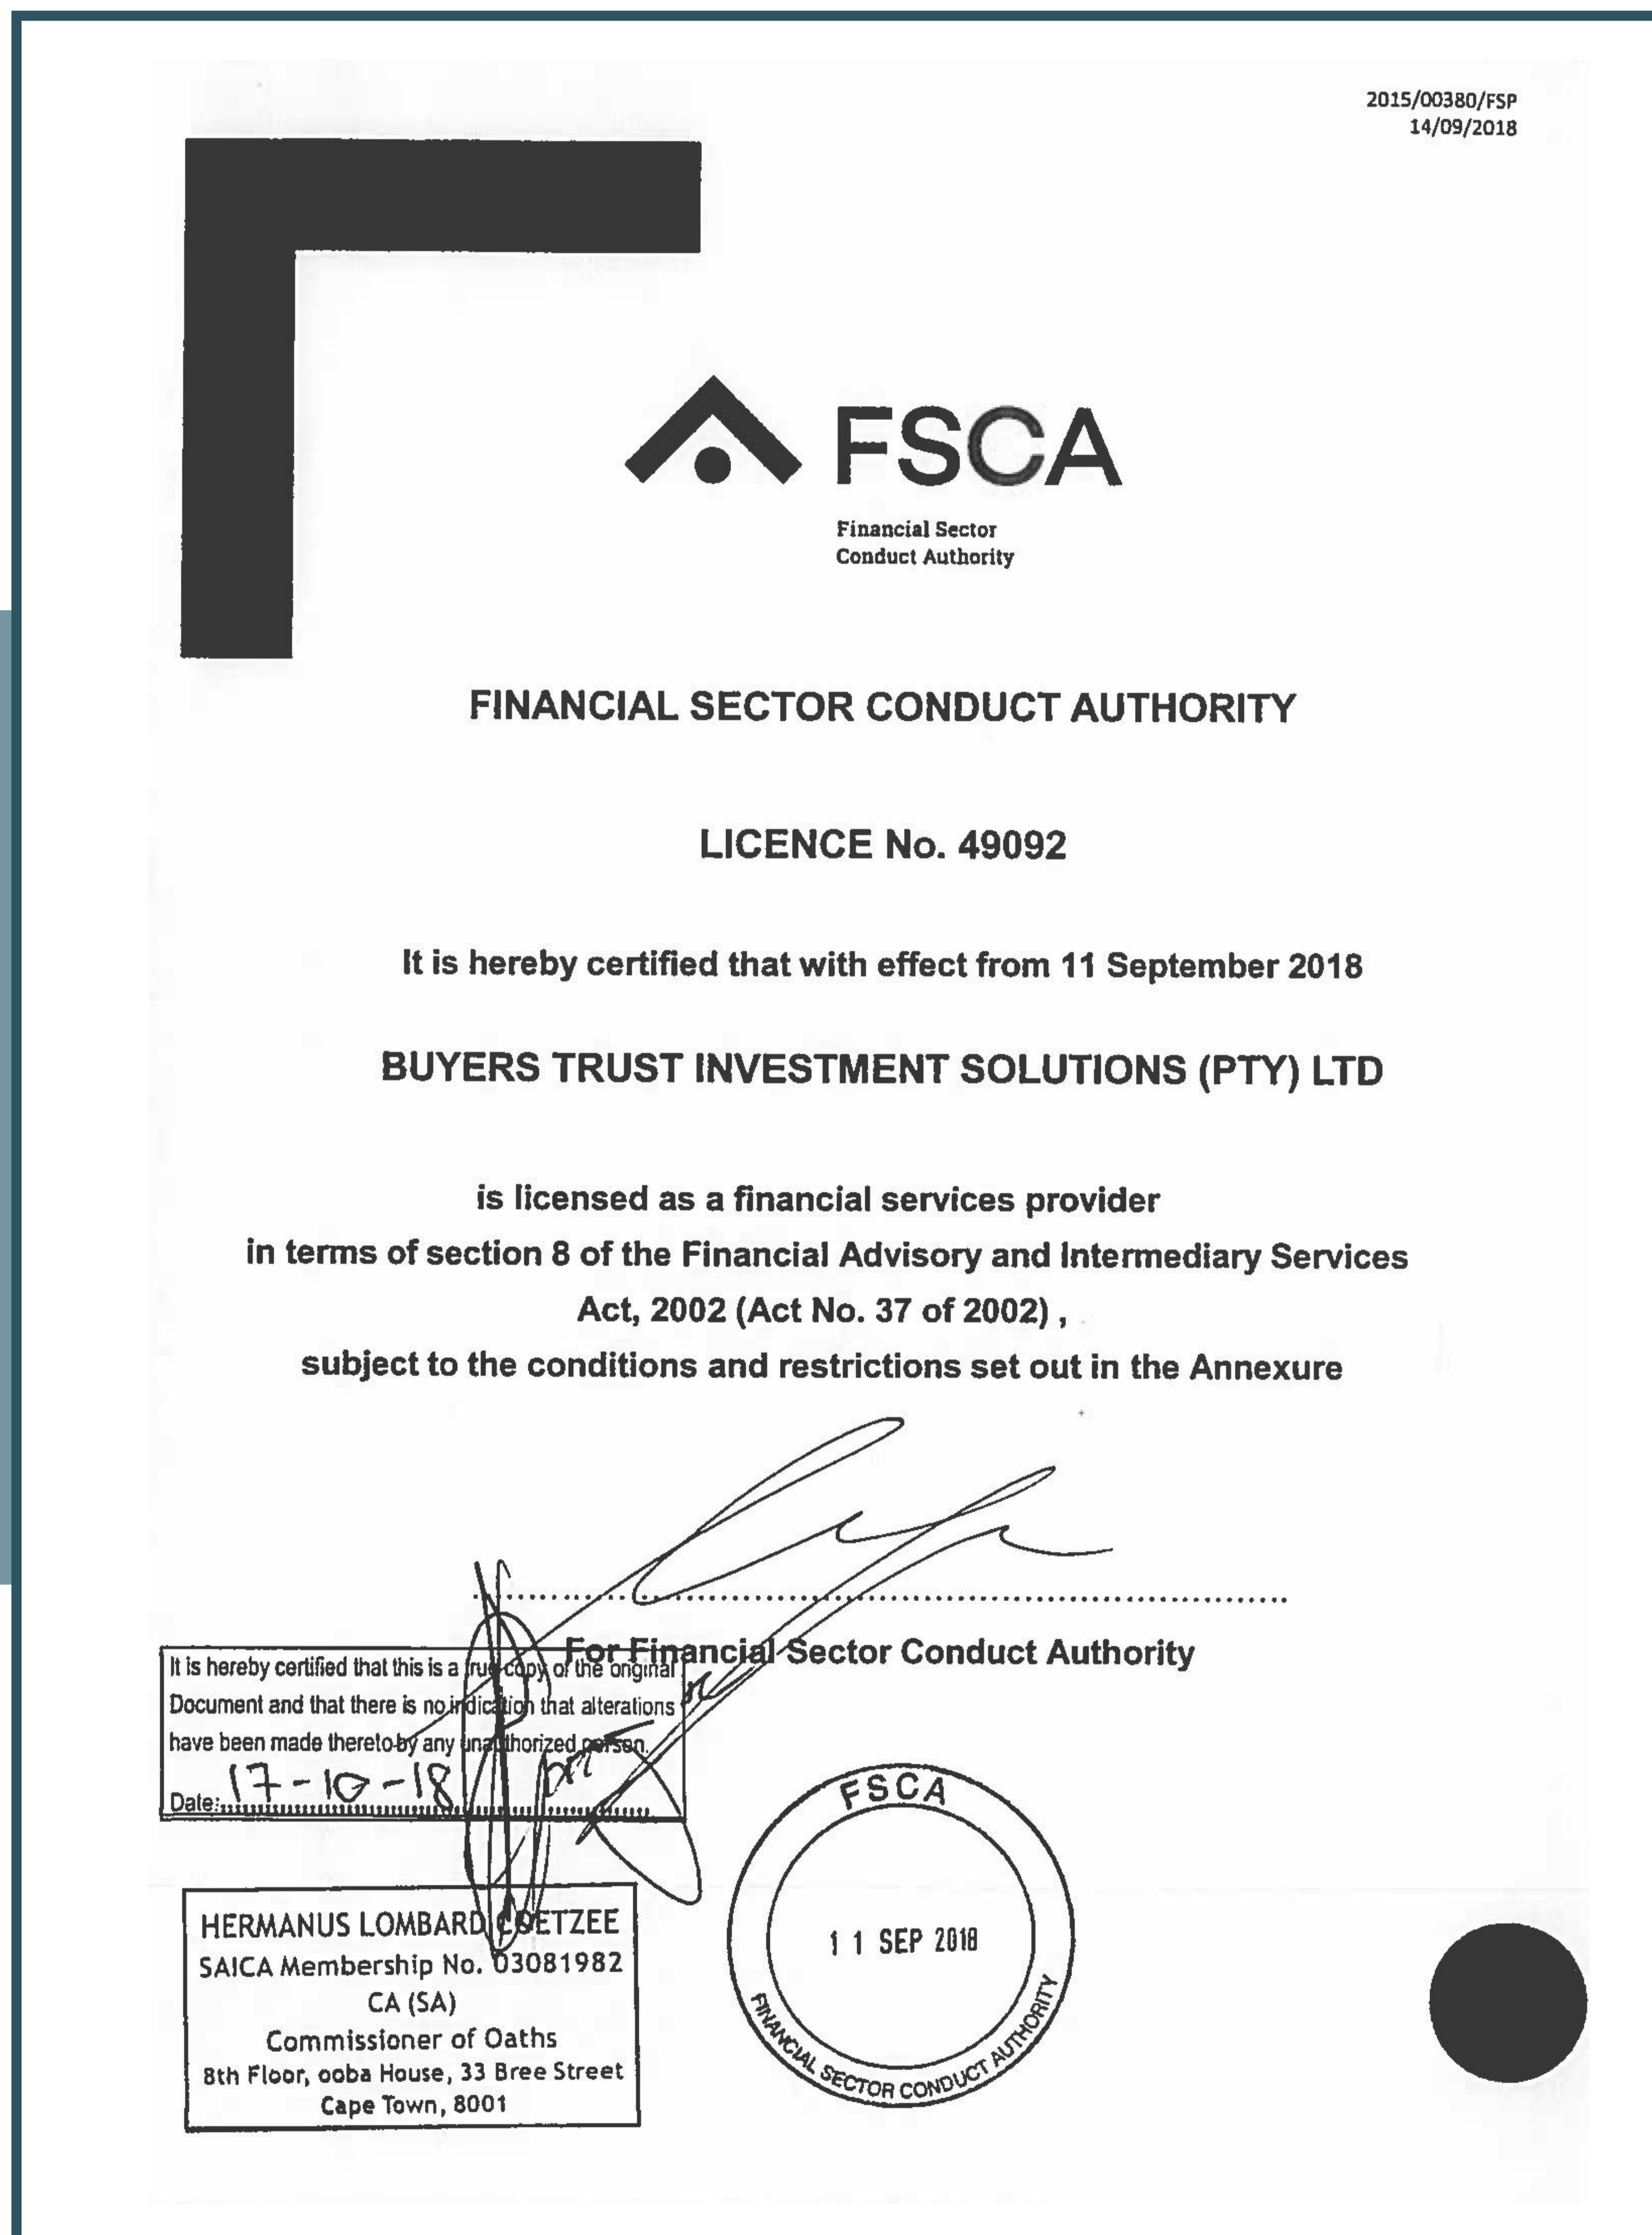 2015/00380/FSP
14/09/2018
FSCA
Financial Sector
Conduct Authority
FINANCIAL SECTOR CONDUCT AUTHORITY
LICENCE No. 49092
It is hereby certified that with effect from 11 September 2018
BUYERS TRUST INVESTMENT SOLUTIONS (PTY) LTD
is licensed as a financial services provider
in terms of section 8 of the Financial Advisory and Intermediary Services
Act, 2002 (Act No. 37 of 2002) ,
subject to the conditions and restrictions set out in the Annexure
For Financial Sector Conduct Authority
It is hereby certified that this is a true copy of the original
Document and that there is no indication that alterations
have been made thereto by any unauthorized person.
Date: 17-10-18
HERMANUS LOMBARD COETZEE
SAICA Membership No. 03081982
CA (SA)
Commissioner of Oaths
8th Floor, ooba House, 33 Bree Street
Cape Town, 8001
FSCA
11 SEP 2018
FINANCIAL SECTOR CONDUCT AUTHORITY